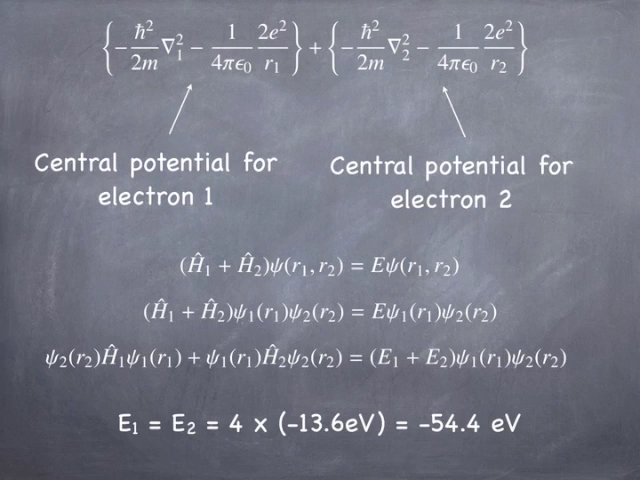 {−ħ²/2m ∇₁² − 1/4πϵ₀ 2e²/r₁} + {−ħ²/2m ∇₂² − 1/4πϵ₀ 2e²/r₂}
Central potential for
electron 1
Central potential for
electron 2
(Ĥ₁ + Ĥ₂)ψ(r₁, r₂) = Eψ(r₁, r₂)
(Ĥ₁ + Ĥ₂)ψ₁(r₁)ψ₂(r₂) = Eψ₁(r₁)ψ₂(r₂)
ψ₂(r₂)Ĥ₁ψ₁(r₁) + ψ₁(r₁)Ĥ₂ψ₂(r₂) = (E₁ + E₂)ψ₁(r₁)ψ₂(r₂)
E₁ = E₂ = 4 x (-13.6eV) = -54.4 eV